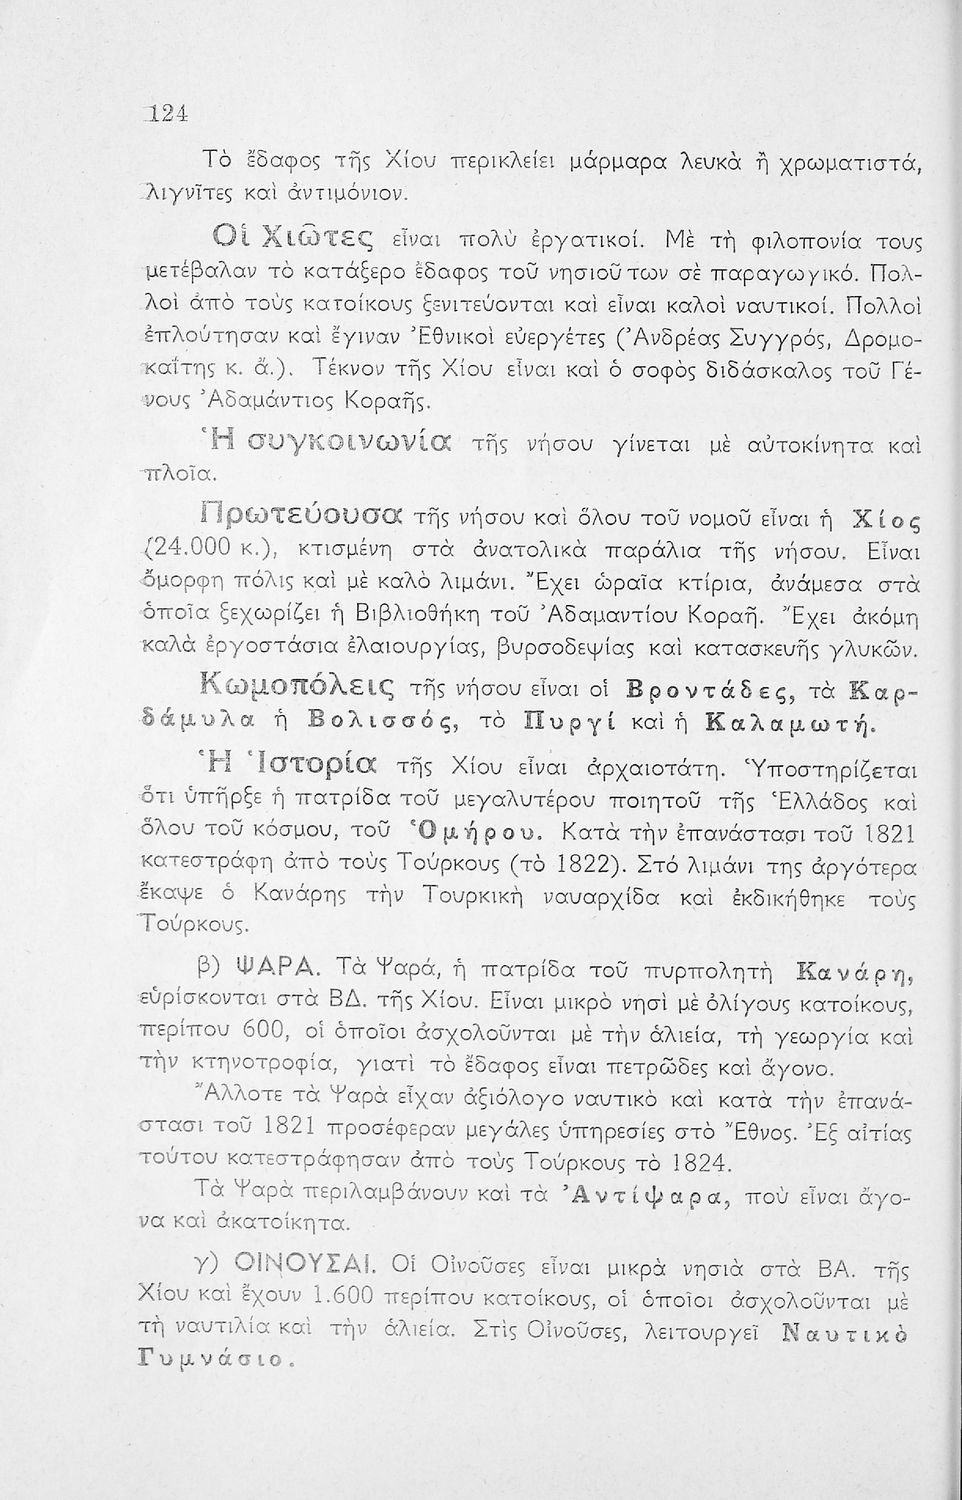 124
Τὸ ἔδαφος τῆς Χίου περικλείει μάρμαρα λευκὰ ἢ χρωματιστά,
λιγνῖτες καὶ ἀντιμόνιον.
Οἱ Χιῶτες εἶναι πολὺ ἐργατικοί. Μὲ τὴ φιλοπονία τους
μετέβαλαν τὸ κατάξερο ἔδαφος τοῦ νησιοῦ των σὲ παραγωγικό. Πολ-
λοὶ ἀπὸ τοὺς κατοίκους ξενιτεύονται καὶ εἶναι καλοὶ ναυτικοί. Πολλοὶ
ἐπλούτησαν καὶ ἔγιναν Ἐθνικοὶ εὐεργέτες (Ἀνδρέας Συγγρός, Δρομο-
καΐτης κ. ἄ.). Τέκνον τῆς Χίου εἶναι καὶ ὁ σοφὸς διδάσκαλος τοῦ Γέ-
νους Ἀδαμάντιος Κοραῆς.
Ἡ συγκοινωνία τῆς νήσου γίνεται μὲ αὐτοκίνητα καὶ
πλοῖα.
Πρωτεύουσα τῆς νήσου καὶ ὅλου τοῦ νομοῦ εἶναι ἡ Χίος
(24.000 κ.), κτισμένη στὰ ἀνατολικὰ παράλια τῆς νήσου. Εἶναι
ὄμορφη πόλις καὶ μὲ καλὸ λιμάνι. Ἔχει ὡραῖα κτίρια, ἀνάμεσα στὰ
ὁποῖα ξεχωρίζει ἡ Βιβλιοθήκη τοῦ Ἀδαμαντίου Κοραῆ. Ἔχει ἀκόμη
καλὰ ἐργοστάσια ἐλαιουργίας, βυρσοδεψίας καὶ κατασκευῆς γλυκῶν.
Κωμοπόλεις τῆς νήσου εἶναι οἱ Βροντάδες, τὰ Καρ-
δάμυλα ἡ Βολισσός, τὸ Πυργί καὶ ἡ Καλαμωτή.
Ἡ Ἱστορία τῆς Χίου εἶναι ἀρχαιοτάτη. Ὑποστηρίζεται
ὅτι ὑπῆρξε ἡ πατρίδα τοῦ μεγαλυτέρου ποιητοῦ τῆς Ἑλλάδος καὶ
ὅλου τοῦ κόσμου, τοῦ Ὁμήρου. Κατὰ τὴν ἐπανάστασι τοῦ 1821
κατεστράφη ἀπὸ τοὺς Τούρκους (τὸ 1822). Στό λιμάνι της ἀργότερα
ἔκαψε ὁ Κανάρης τὴν Τουρκικὴ ναυαρχίδα καὶ ἐκδικήθηκε τοὺς
Τούρκους.
β) ΨΑΡΑ. Τὰ Ψαρά, ἡ πατρίδα τοῦ πυρπολητὴ Κανάρη,
εὑρίσκονται στὰ ΒΔ. τῆς Χίου. Εἶναι μικρὸ νησὶ μὲ ὀλίγους κατοίκους,
περίπου 600, οἱ ὁποῖοι ἀσχολοῦνται μὲ τὴν ἁλιεία, τὴ γεωργία καὶ
τὴν κτηνοτροφία, γιατὶ τὸ ἔδαφος εἶναι πετρῶδες καὶ ἄγονο.
Ἄλλοτε τὰ Ψαρὰ εἶχαν ἀξιόλογο ναυτικὸ καὶ κατὰ τὴν ἐπανά-
στασι τοῦ 1821 προσέφεραν μεγάλες ὑπηρεσίες στὸ Ἔθνος. Ἐξ αἰτίας
τούτου κατεστράφησαν ἀπὸ τοὺς Τούρκους τὸ 1824.
Τὰ Ψαρὰ περιλαμβάνουν καὶ τὰ Ἀντίψαρα, ποὺ εἶναι ἄγο-
να καὶ ἀκατοίκητα.
γ) ΟΙΝΟΥΣΑΙ. Οἱ Οἰνοῦσες εἶναι μικρὰ νησιὰ στὰ ΒΑ. τῆς
Χίου καὶ ἔχουν 1.600 περίπου κατοίκους, οἱ ὁποῖοι ἀσχολοῦνται μὲ
τὴ ναυτιλία καὶ τὴν ἁλιεία. Στὶς Οἰνοῦσες, λειτουργεῖ Ναυτικὸ
Γυμνάσιο.